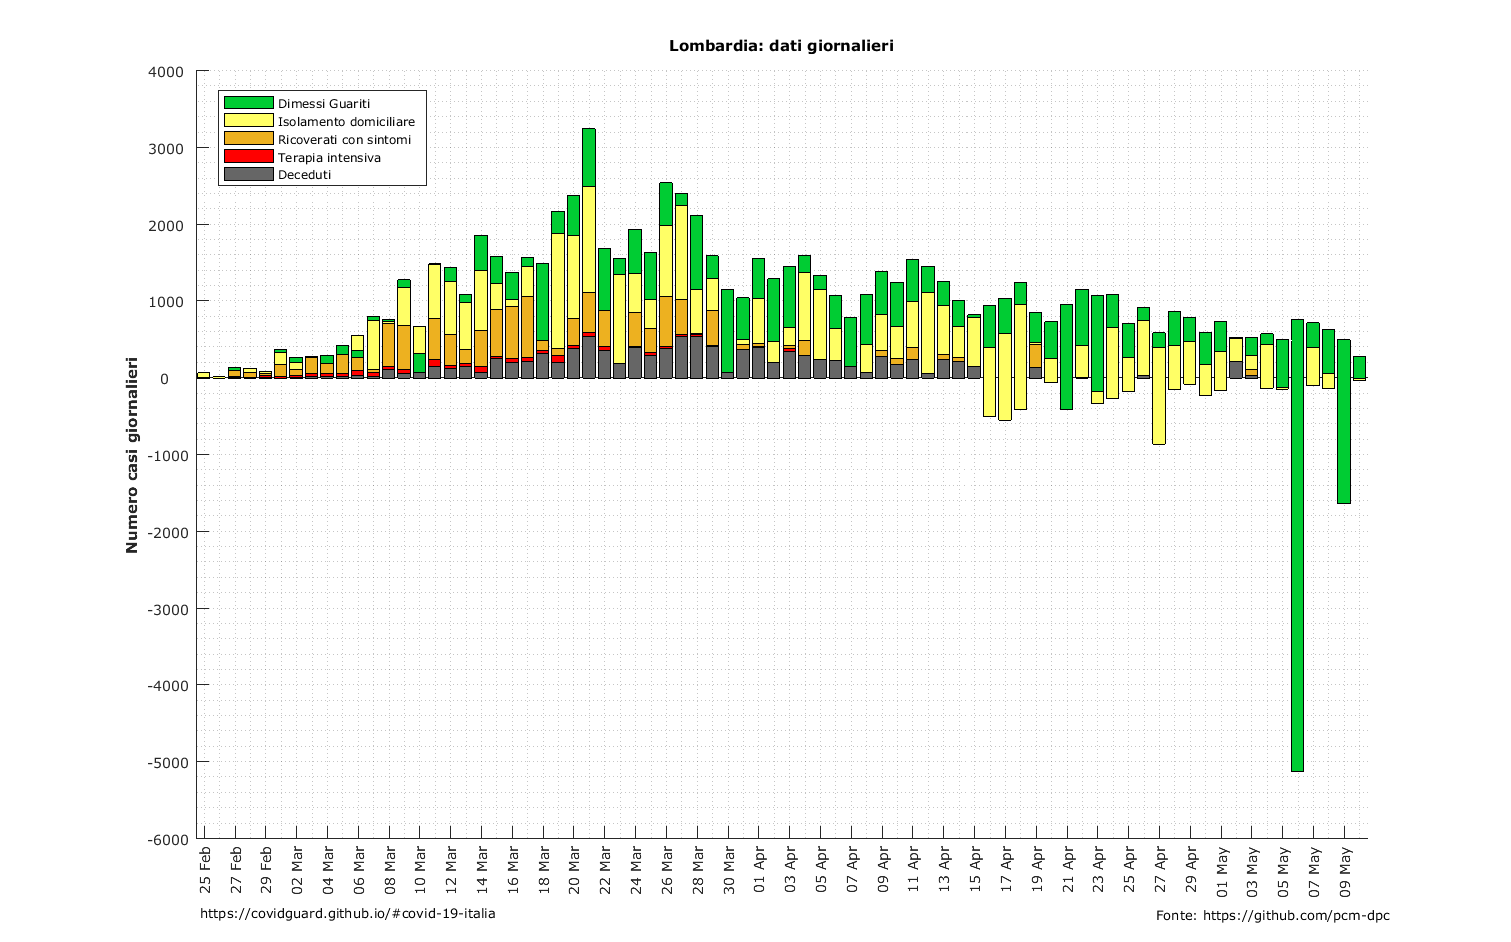 Lombardia: dati giornalieri
4000
3000
2000
1000
0
-1000
-2000
-3000
-4000
-5000
-6000
Numero casi giornalieri
Dimessi Guariti
Isolamento domiciliare
Ricoverati con sintomi
Terapia intensiva
Deceduti
25 Feb
27 Feb
29 Feb
02 Mar
04 Mar
06 Mar
08 Mar
10 Mar
12 Mar
14 Mar
16 Mar
18 Mar
20 Mar
22 Mar
24 Mar
26 Mar
28 Mar
30 Mar
01 Apr
03 Apr
05 Apr
07 Apr
09 Apr
11 Apr
13 Apr
15 Apr
17 Apr
19 Apr
21 Apr
23 Apr
25 Apr
27 Apr
29 Apr
01 May
03 May
05 May
07 May
09 May
https://covidguard.github.io/#covid-19-italia
Fonte: https://github.com/pcm-dpc